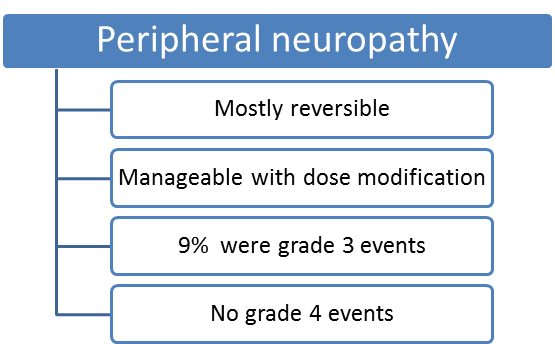 Peripheral neuropathy
Mostly reversible
Manageable with dose modification
9%  were grade 3 events
No grade 4 events